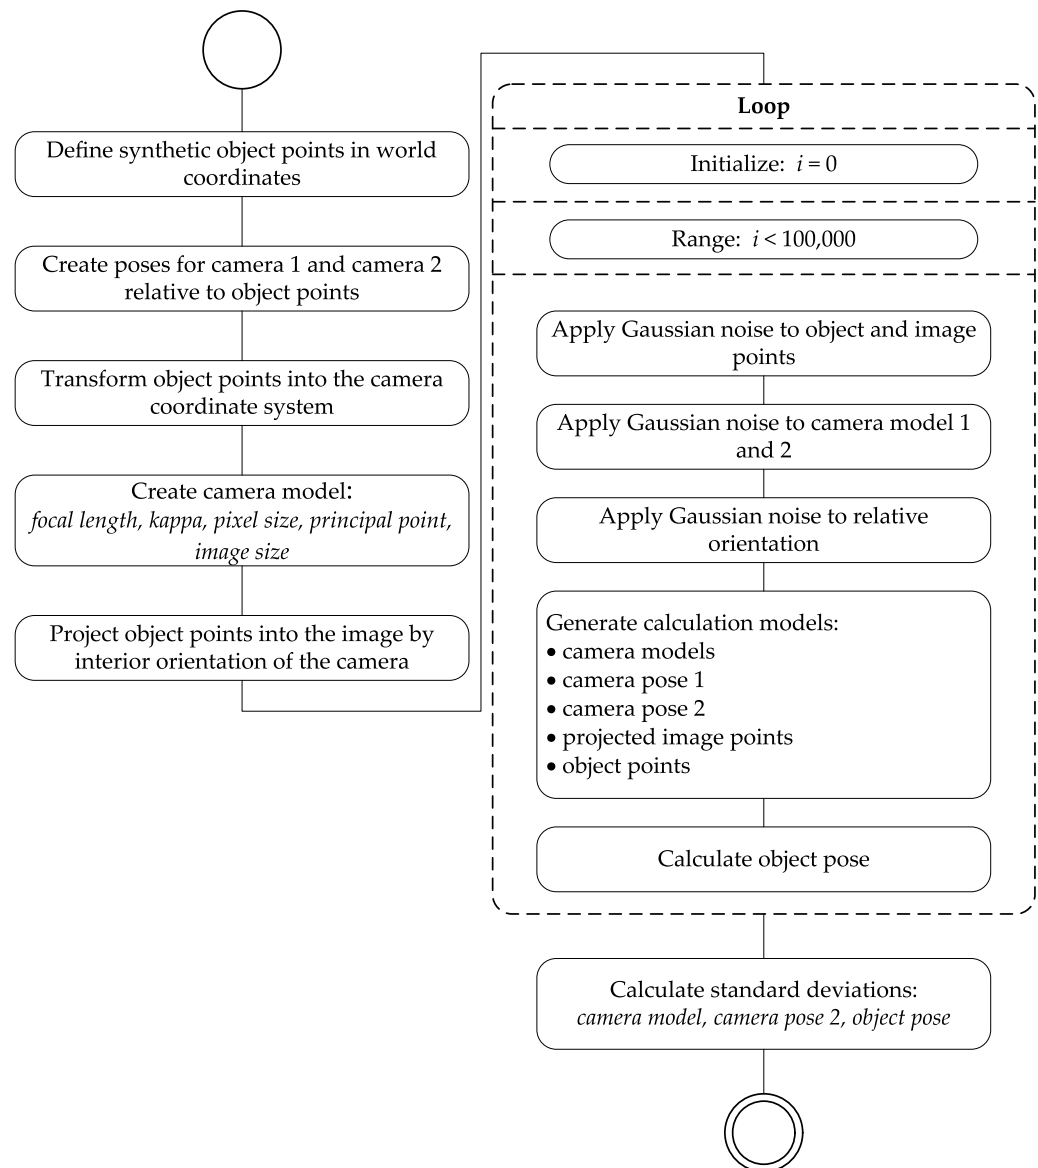 Define synthetic object points in world
coordinates
Create poses for camera 1 and camera 2
relative to object points
Transform object points into the camera
coordinate system
Create camera model:
focal length, kappa, pixel size, principal point,
image size
Project object points into the image by
interior orientation of the camera
Loop
Initialize: i = 0
Range: i < 100,000
Apply Gaussian noise to object and image
points
Apply Gaussian noise to camera model 1
and 2
Apply Gaussian noise to relative
orientation
Generate calculation models:
• camera models
• camera pose 1
• camera pose 2
• projected image points
• object points
Calculate object pose
Calculate standard deviations:
camera model, camera pose 2, object pose